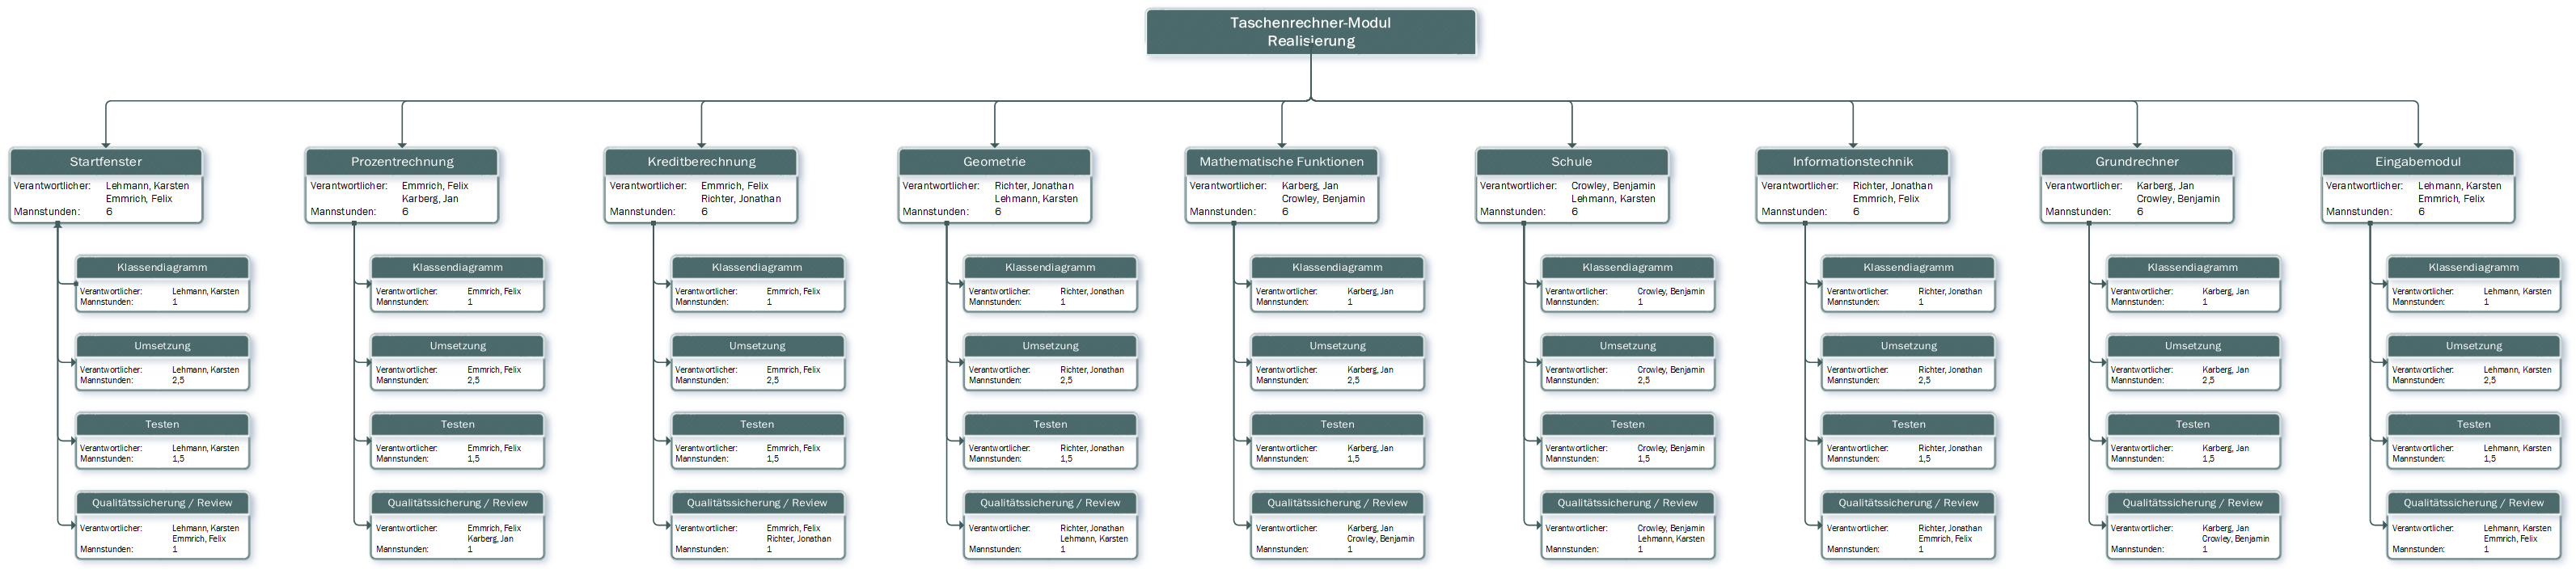 Taschenrechner-Modul
Realisierung
Startfenster
Verantwortlicher: Lehmann, Karsten
Emmrich, Felix
Mannstunden: 6
Klassendiagramm
Verantwortlicher: Lehmann, Karsten
Mannstunden: 1
Umsetzung
Verantwortlicher: Lehmann, Karsten
Mannstunden: 2,5
Testen
Verantwortlicher: Lehmann, Karsten
Mannstunden: 1,5
Qualitätssicherung / Review
Verantwortlicher: Lehmann, Karsten
Emmrich, Felix
Mannstunden: 1
Prozentrechnung
Verantwortlicher: Emmrich, Felix
Karberg, Jan
Mannstunden: 6
Klassendiagramm
Verantwortlicher: Emmrich, Felix
Mannstunden: 1
Umsetzung
Verantwortlicher: Emmrich, Felix
Mannstunden: 2,5
Testen
Verantwortlicher: Emmrich, Felix
Mannstunden: 1,5
Qualitätssicherung / Review
Verantwortlicher: Emmrich, Felix
Karberg, Jan
Mannstunden: 1
Kreditberechnung
Verantwortlicher: Emmrich, Felix
Richter, Jonathan
Mannstunden: 6
Klassendiagramm
Verantwortlicher: Emmrich, Felix
Mannstunden: 1
Umsetzung
Verantwortlicher: Emmrich, Felix
Mannstunden: 2,5
Testen
Verantwortlicher: Emmrich, Felix
Mannstunden: 1,5
Qualitätssicherung / Review
Verantwortlicher: Emmrich, Felix
Richter, Jonathan
Mannstunden: 1
Geometrie
Verantwortlicher: Richter, Jonathan
Lehmann, Karsten
Mannstunden: 6
Klassendiagramm
Verantwortlicher: Richter, Jonathan
Mannstunden: 1
Umsetzung
Verantwortlicher: Richter, Jonathan
Mannstunden: 2,5
Testen
Verantwortlicher: Richter, Jonathan
Mannstunden: 1,5
Qualitätssicherung / Review
Verantwortlicher: Richter, Jonathan
Lehmann, Karsten
Mannstunden: 1
Mathematische Funktionen
Verantwortlicher: Karberg, Jan
Crowley, Benjamin
Mannstunden: 6
Klassendiagramm
Verantwortlicher: Karberg, Jan
Mannstunden: 1
Umsetzung
Verantwortlicher: Karberg, Jan
Mannstunden: 2,5
Testen
Verantwortlicher: Karberg, Jan
Mannstunden: 1,5
Qualitätssicherung / Review
Verantwortlicher: Karberg, Jan
Crowley, Benjamin
Mannstunden: 1
Schule
Verantwortlicher: Crowley, Benjamin
Lehmann, Karsten
Mannstunden: 6
Klassendiagramm
Verantwortlicher: Crowley, Benjamin
Mannstunden: 1
Umsetzung
Verantwortlicher: Crowley, Benjamin
Mannstunden: 2,5
Testen
Verantwortlicher: Crowley, Benjamin
Mannstunden: 1,5
Qualitätssicherung / Review
Verantwortlicher: Crowley, Benjamin
Lehmann, Karsten
Mannstunden: 1
Informationstechnik
Verantwortlicher: Richter, Jonathan
Emmrich, Felix
Mannstunden: 6
Klassendiagramm
Verantwortlicher: Richter, Jonathan
Mannstunden: 1
Umsetzung
Verantwortlicher: Richter, Jonathan
Mannstunden: 2,5
Testen
Verantwortlicher: Richter, Jonathan
Mannstunden: 1,5
Qualitätssicherung / Review
Verantwortlicher: Richter, Jonathan
Emmrich, Felix
Mannstunden: 1
Grundrechner
Verantwortlicher: Karberg, Jan
Crowley, Benjamin
Mannstunden: 6
Klassendiagramm
Verantwortlicher: Karberg, Jan
Mannstunden: 1
Umsetzung
Verantwortlicher: Karberg, Jan
Mannstunden: 2,5
Testen
Verantwortlicher: Karberg, Jan
Mannstunden: 1,5
Qualitätssicherung / Review
Verantwortlicher: Karberg, Jan
Crowley, Benjamin
Mannstunden: 1
Eingabemodul
Verantwortlicher: Lehmann, Karsten
Emmrich, Felix
Mannstunden: 6
Klassendiagramm
Verantwortlicher: Lehmann, Karsten
Mannstunden: 1
Umsetzung
Verantwortlicher: Lehmann, Karsten
Mannstunden: 2,5
Testen
Verantwortlicher: Lehmann, Karsten
Mannstunden: 1,5
Qualitätssicherung / Review
Verantwortlicher: Lehmann, Karsten
Emmrich, Felix
Mannstunden: 1